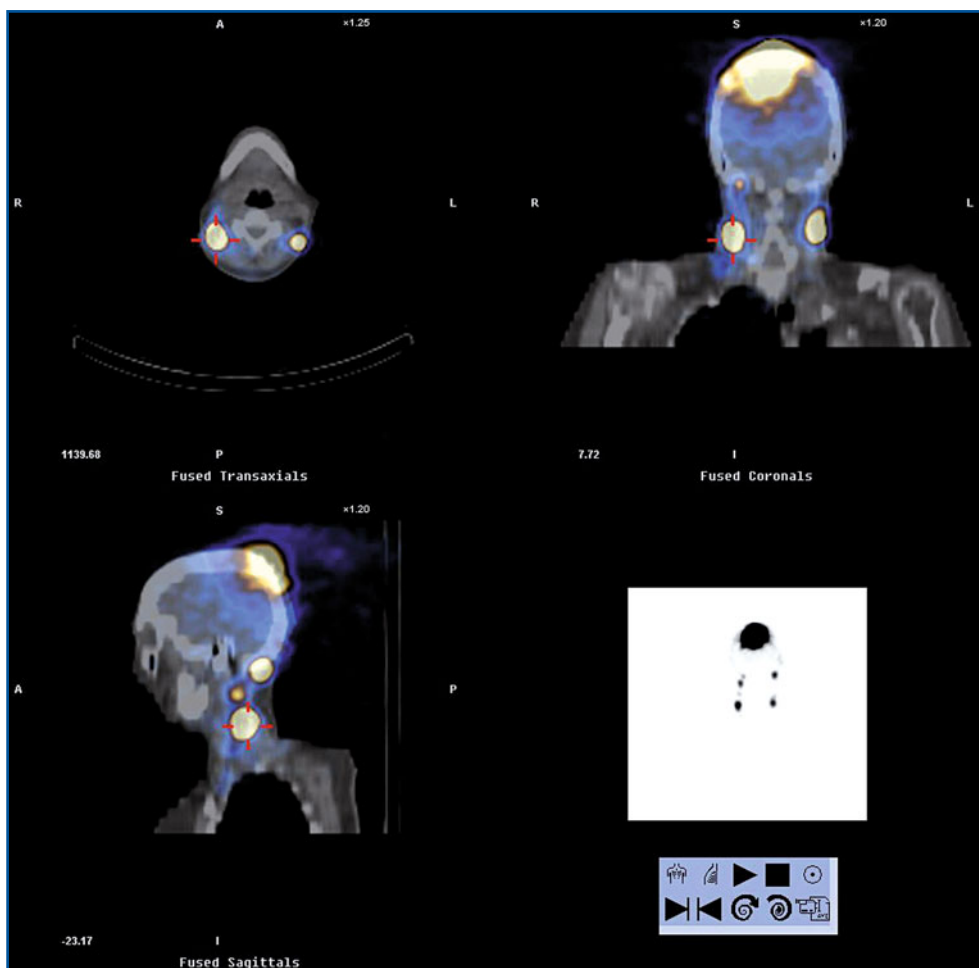 A ×1.25
R L
1139.68 P
Fused Transaxials
S ×1.20
R L
7.72 I
Fused Coronals
S ×1.20
A P
-23.17 I
Fused Sagittals